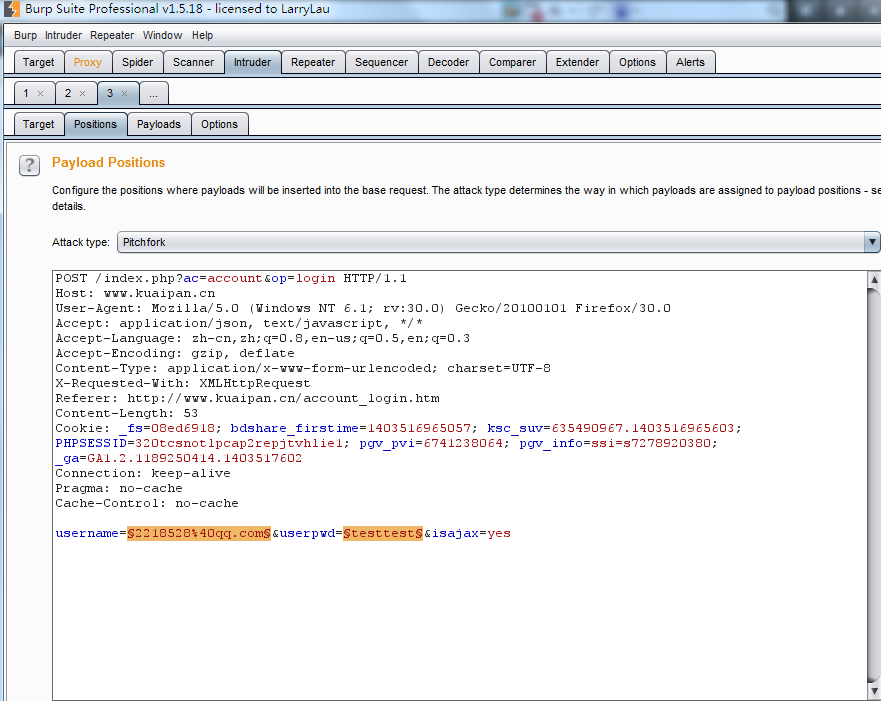 Burp Suite Professional v1.5.18 - licensed to LarryLau
Burp Intruder Repeater Window Help
Target Proxy Spider Scanner Intruder Repeater Sequencer Decoder Comparer Extender Options Alerts
1 × 2 × 3 × ...
Target Positions Payloads Options
? Payload Positions
Configure the positions where payloads will be inserted into the base request. The attack type determines the way in which payloads are assigned to payload positions - se
details.
Attack type: Pitchfork
POST /index.php?ac=account&op=login HTTP/1.1
Host: www.kuaipan.cn
User-Agent: Mozilla/5.0 (Windows NT 6.1; rv:30.0) Gecko/20100101 Firefox/30.0
Accept: application/json, text/javascript, */*
Accept-Language: zh-cn,zh;q=0.8,en-us;q=0.5,en;q=0.3
Accept-Encoding: gzip, deflate
Content-Type: application/x-www-form-urlencoded; charset=UTF-8
X-Requested-With: XMLHttpRequest
Referer: http://www.kuaipan.cn/account_login.htm
Content-Length: 53
Cookie: _fs=08ed6918; bdshare_firstime=1403516965057; ksc_suv=635490967.1403516965603;
PHPSESSID=320tcsnotlpcap2repjtvhlie1; pgv_pvi=6741238064; pgv_info=ssi=s7278920380;
_ga=GA1.2.1189250414.1403517602
Connection: keep-alive
Pragma: no-cache
Cache-Control: no-cache
username=§2218528%40qq.com§&userpwd=§testtest§&isajax=yes